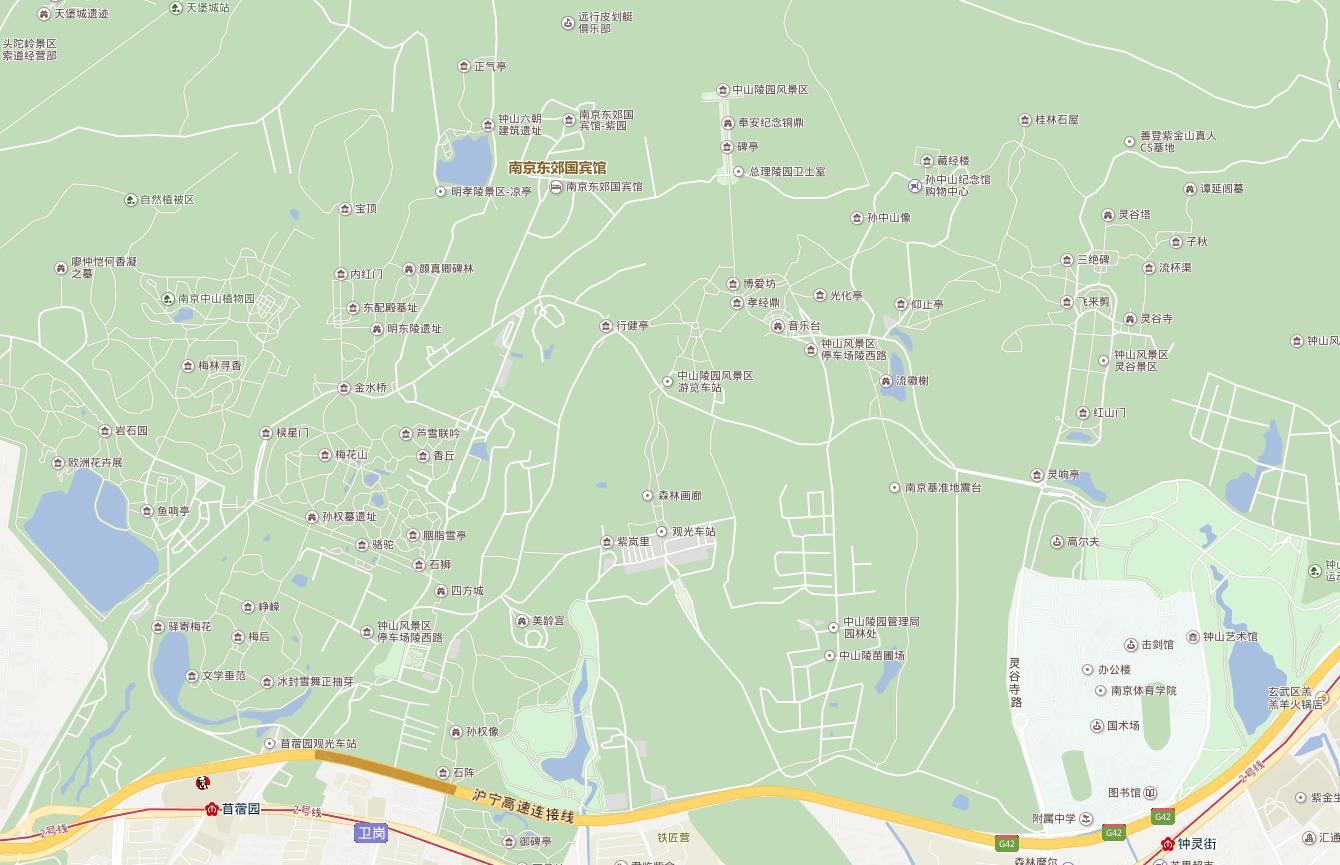 天堡城遗迹
天堡城站
远行皮划艇
俱乐部
头陀岭景区
索道经营部
正气亭
中山陵园风景区
钟山六朝
建筑遗址
南京东郊国
宾馆-紫园
奉安纪念铜鼎
桂林石屋
善登紫金山真人
CS基地
碑亭
藏经楼
南京东郊国宾馆
总理陵园卫士室
明孝陵景区-凉亭
南京东郊国宾馆
孙中山纪念馆
购物中心
谭延闿墓
自然植被区
宝顶
孙中山像
灵谷塔
子秋
廖仲恺何香凝
之墓
内红门
颜真卿碑林
三绝碑
流杯渠
博爱坊
南京中山植物园
东配殿基址
孝经鼎
光化亭
仰止亭
飞来剪
明东陵遗址
行健亭
音乐台
灵谷寺
钟山风景区
停车场陵西路
钟山风
梅林寻香
钟山风景区
灵谷景区
金水桥
中山陵园风景区
游览车站
流徽榭
红山门
岩石园
棂星门
芦雪联吟
梅花山
香丘
欧洲花卉展
灵响亭
森林画廊
南京基准地震台
鱼响亭
孙权墓遗址
胭脂雪亭
观光车站
骆驼
紫岚里
高尔夫
石狮
钟山
运动
四方城
峥嵘
驿寄梅花
梅后
钟山风景区
停车场陵西路
美龄宫
中山陵园管理局
园林处
钟山艺术馆
击剑馆
中山陵苗圃场
灵谷寺路
办公楼
文学垂范
冰封雪舞正抽芽
南京体育学院
玄武区羔
羔羊火锅店
孙权像
国术场
苜蓿园观光车站
石阵
2号线
沪宁高速连接线
图书馆
紫金生
苜蓿园
2号线
附属中学
G42
G42
2号线
卫岗
御碑亭
铁匠营
G42
钟灵街
汇通
森林摩尔